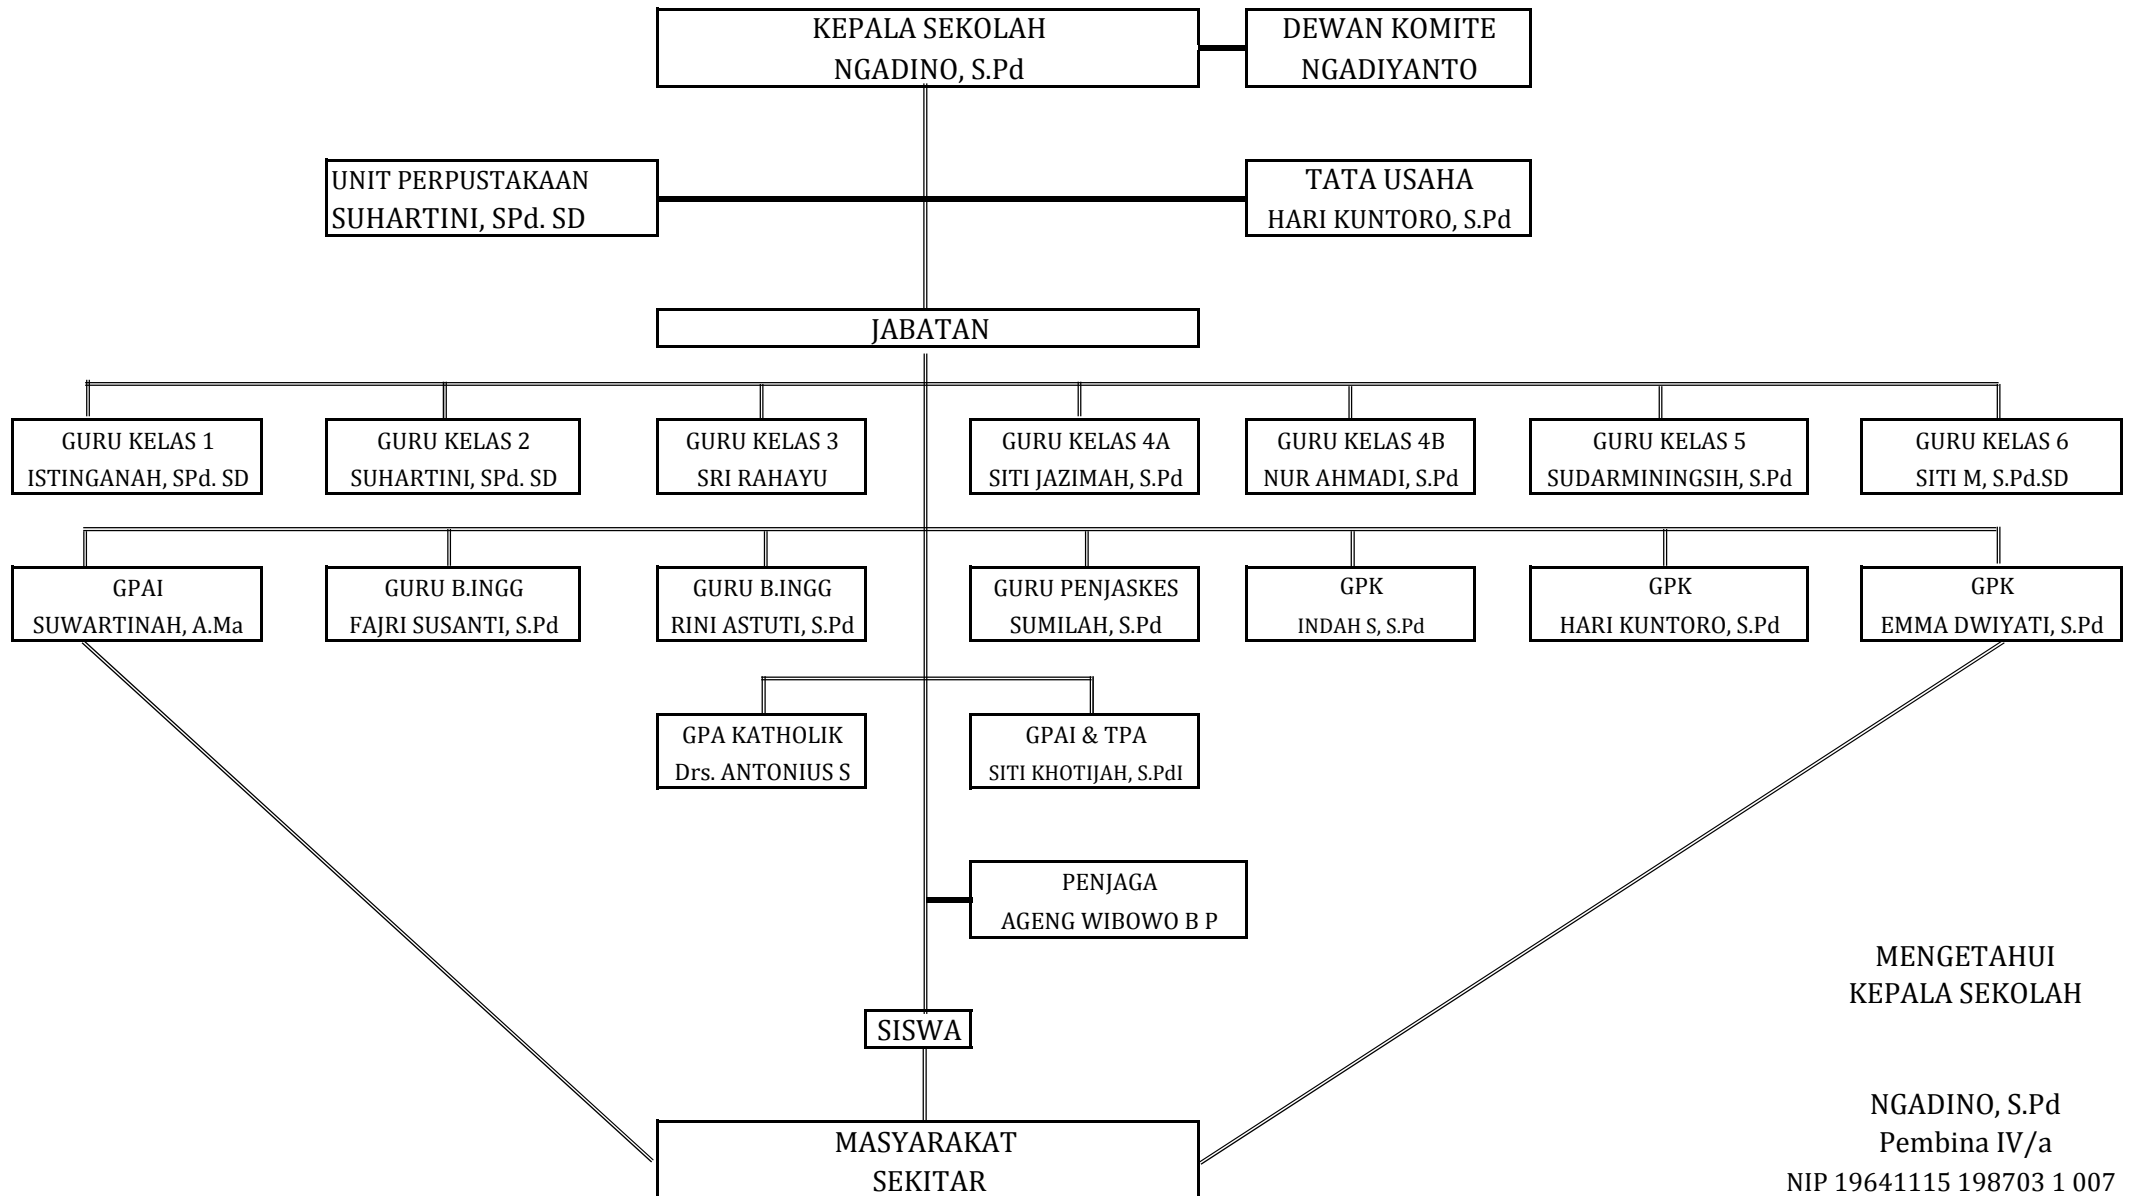 KEPALA SEKOLAH
NGADINO, S.Pd
DEWAN KOMITE
NGADIYANTO
UNIT PERPUSTAKAAN
SUHARTINI, SPd. SD
TATA USAHA
HARI KUNTORO, S.Pd
JABATAN
GURU KELAS 1
ISTINGANAH, SPd. SD
GURU KELAS 2
SUHARTINI, SPd. SD
GURU KELAS 3
SRI RAHAYU
GURU KELAS 4A
SITI JAZIMAH, S.Pd
GURU KELAS 4B
NUR AHMADI, S.Pd
GURU KELAS 5
SUDARMININGSIH, S.Pd
GURU KELAS 6
SITI M, S.Pd.SD
GPAI
SUWARTINAH, A.Ma
GURU B.INGG
FAJRI SUSANTI, S.Pd
GURU B.INGG
RINI ASTUTI, S.Pd
GURU PENJASKES
SUMILAH, S.Pd
GPK
INDAH S, S.Pd
GPK
HARI KUNTORO, S.Pd
GPK
EMMA DWIYATI, S.Pd
GPA KATHOLIK
Drs. ANTONIUS S
GPAI & TPA
SITI KHOTIJAH, S.PdI
PENJAGA
AGENG WIBOWO B P
SISWA
MASYARAKAT
SEKITAR
MENGETAHUI
KEPALA SEKOLAH
NGADINO, S.Pd
Pembina IV/a
NIP 19641115 198703 1 007